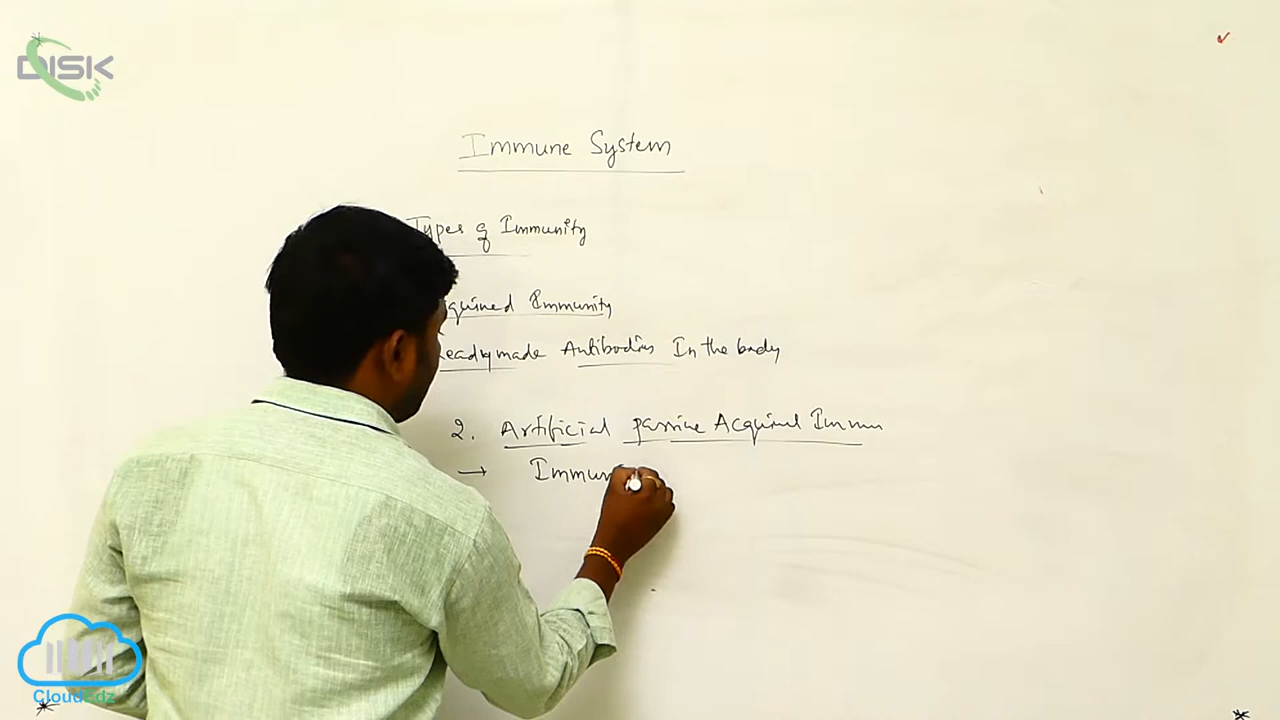 DISK
Immune System
Types of Immunity
quired Immunity
eadymade Antibodies In the body
2. Artificial passive Acquired Immu
→ Immuni
CloudEdz